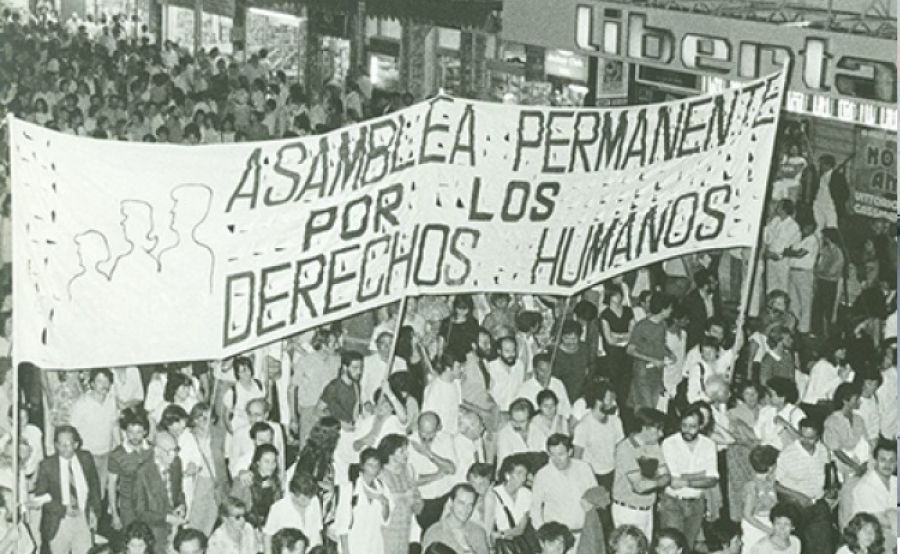 liberta
ASAMBLEA PERMANENTE
POR LOS
DERECHOS HUMANOS